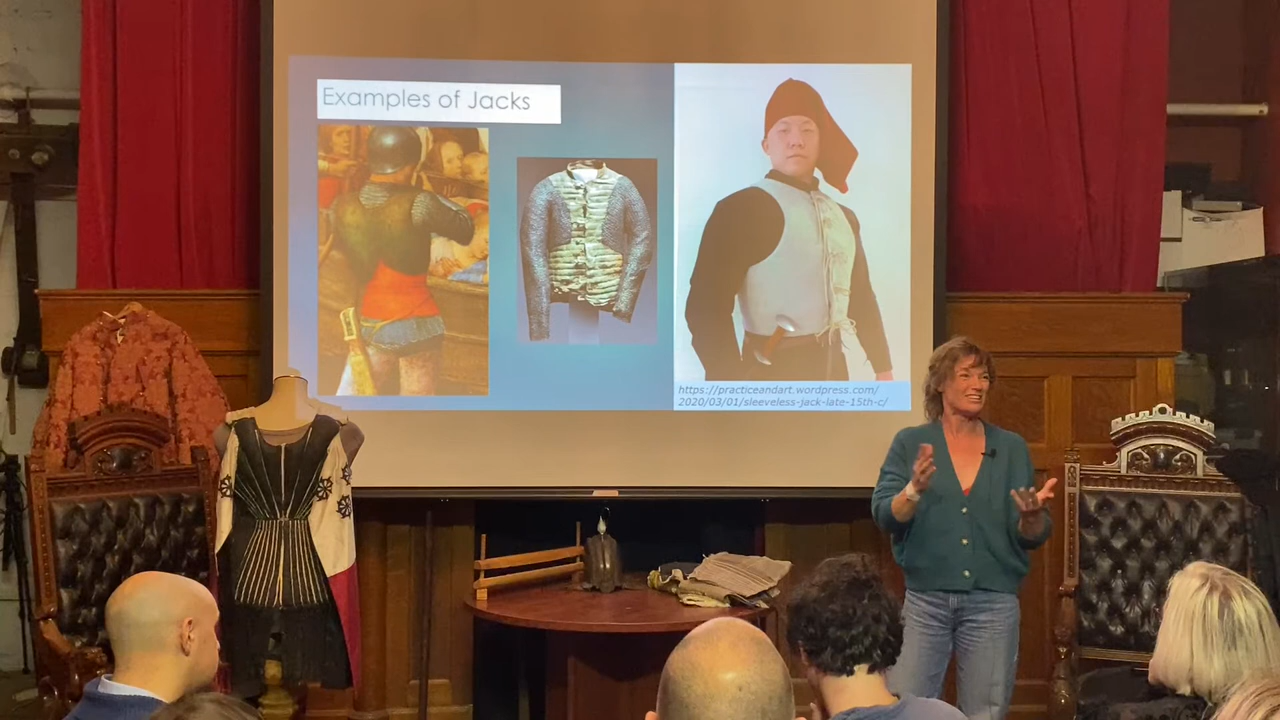 Examples of Jacks
https://practiceandart.wordpress.com/
2020/03/01/sleeveless-jack-late-15th-c/